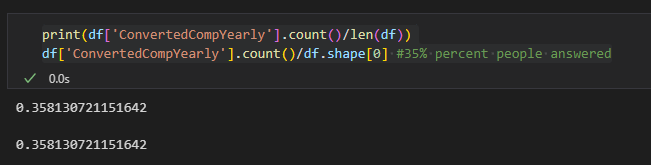 print(df['ConvertedCompYearly'].count()/len(df))
df['ConvertedCompYearly'].count()/df.shape[0] #35% percent people answered
✓ 0.0s
0.358130721151642
0.358130721151642